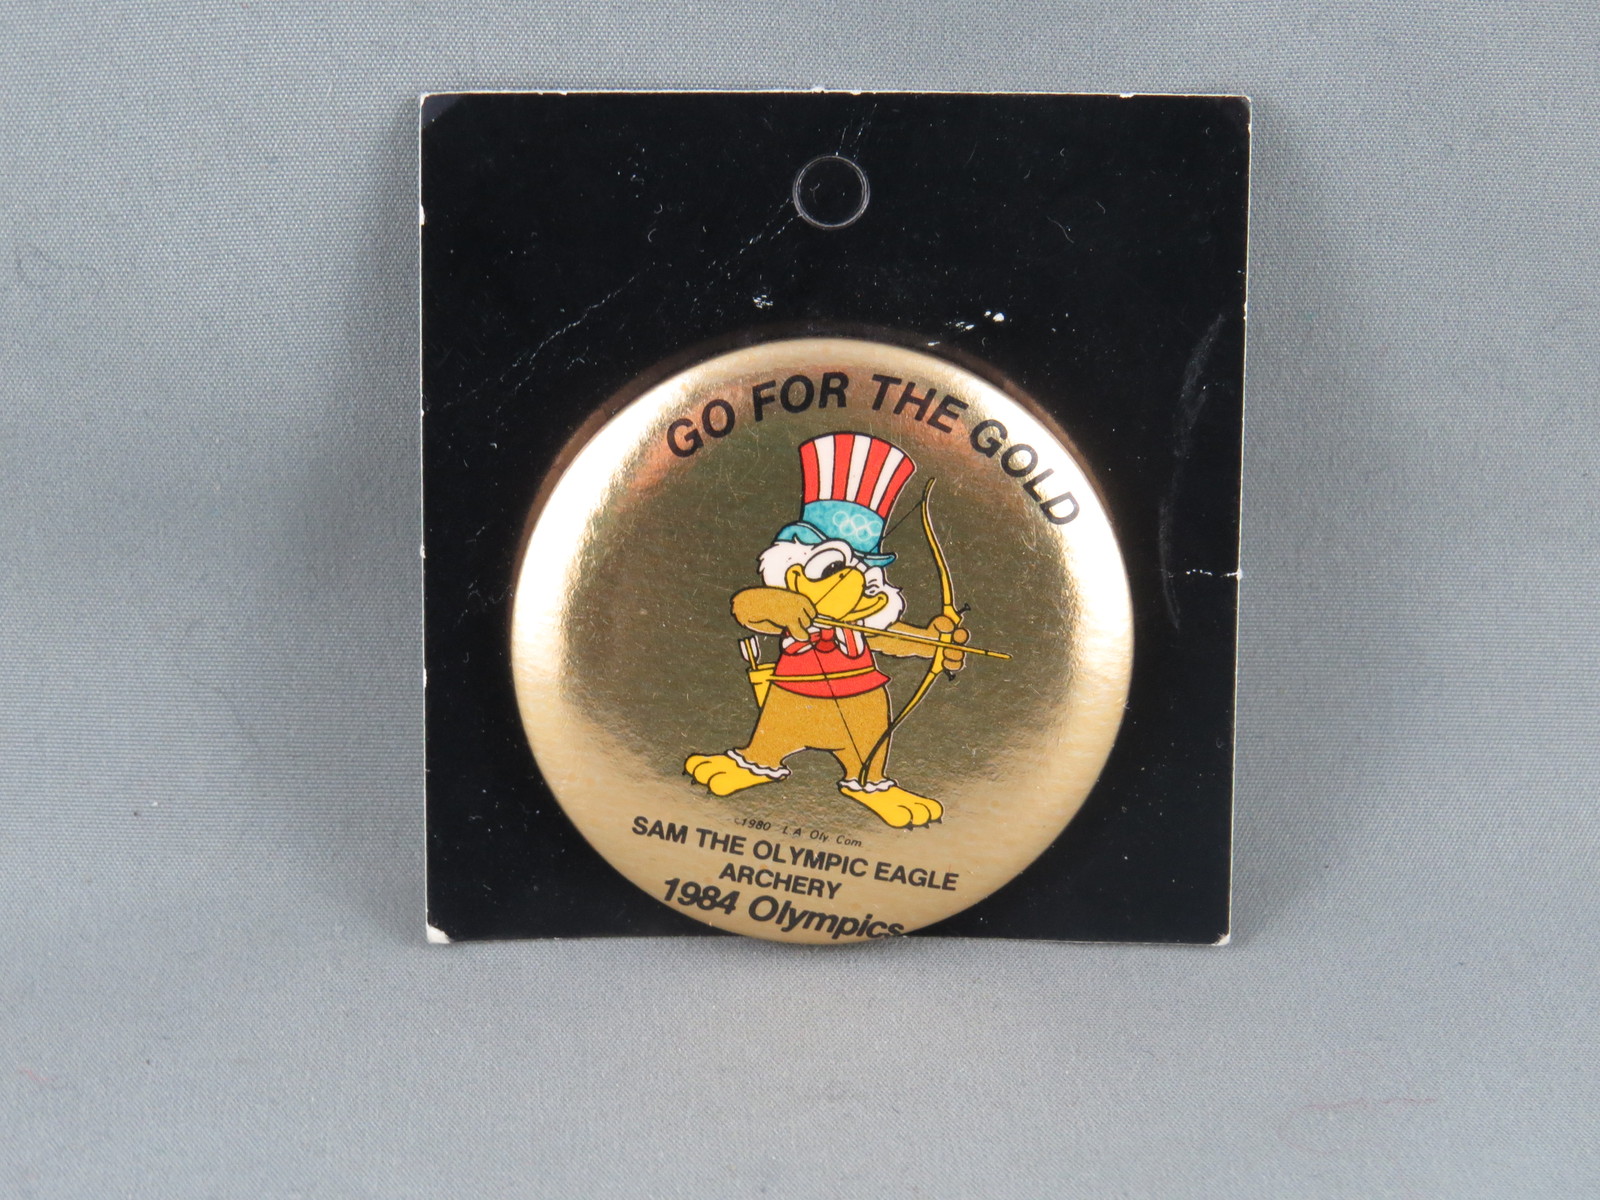 GO FOR THE GOLD
©1980 L A Oly Com
SAM THE OLYMPIC EAGLE
ARCHERY
1984 Olympics